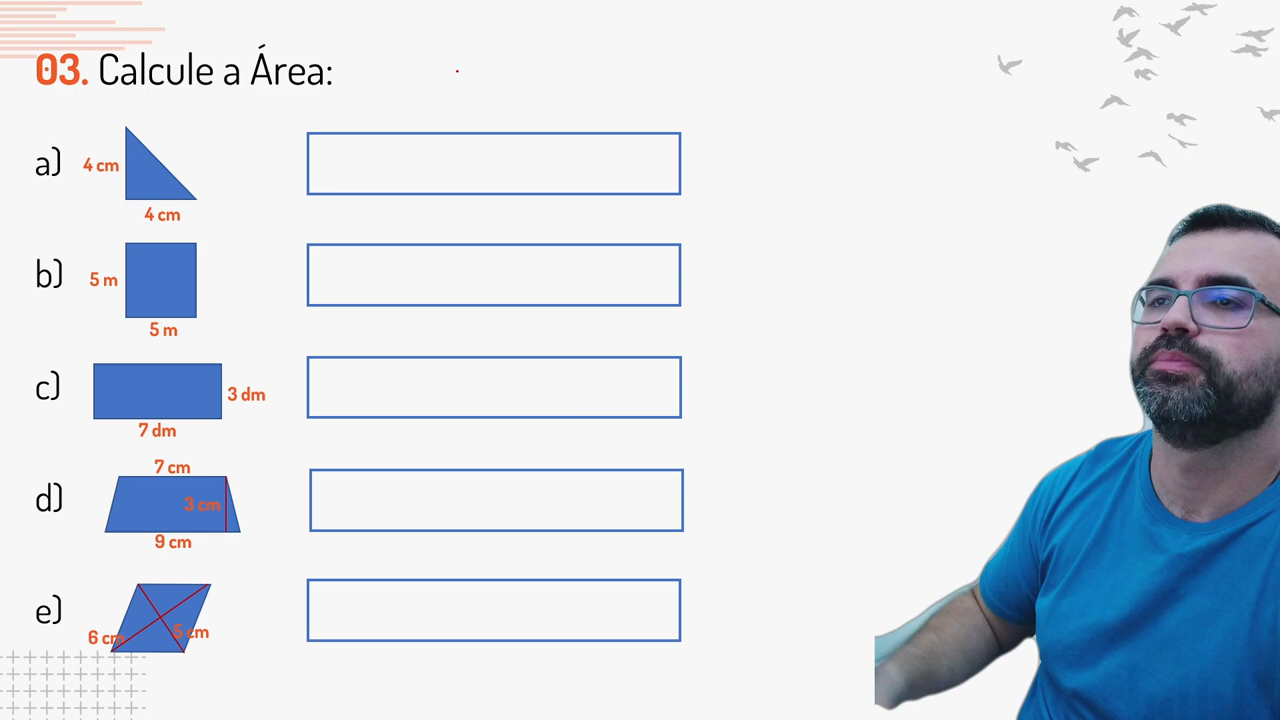 03. Calcule a Área:
a)
4 cm
4 cm
b)
5 m
5 m
c)
3 dm
7 dm
7 cm
d)
3 cm
9 cm
e)
6 cm
5 cm